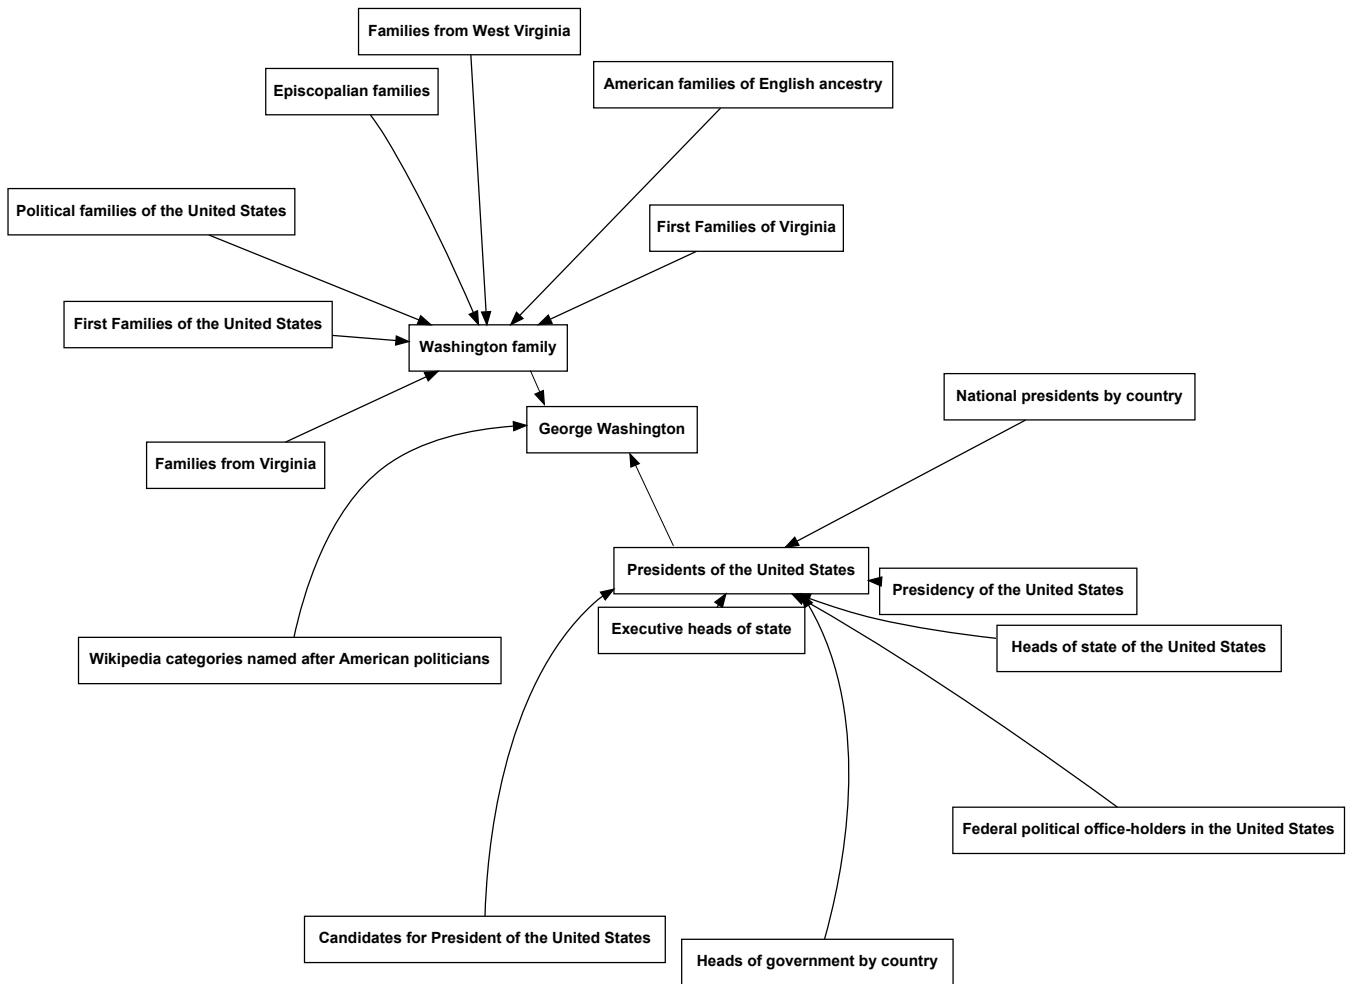 Families from West Virginia
American families of English ancestry
Episcopalian families
Political families of the United States
First Families of Virginia
First Families of the United States
Washington family
National presidents by country
George Washington
Families from Virginia
Presidents of the United States
Presidency of the United States
Executive heads of state
Heads of state of the United States
Wikipedia categories named after American politicians
Federal political office-holders in the United States
Candidates for President of the United States
Heads of government by country